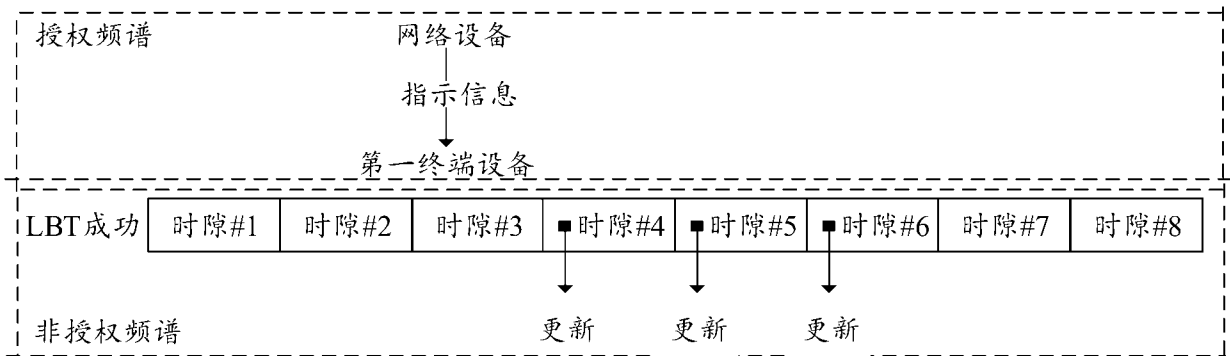 授权频谱 网络设备
指示信息
第一终端设备
LBT成功 时隙#1 时隙#2 时隙#3 时隙#4 时隙#5 时隙#6 时隙#7 时隙#8
非授权频谱 更新 更新 更新